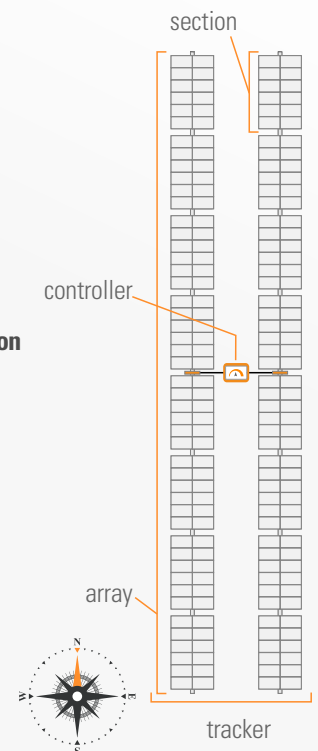 section
controller
on
array
N
W
E
S
tracker